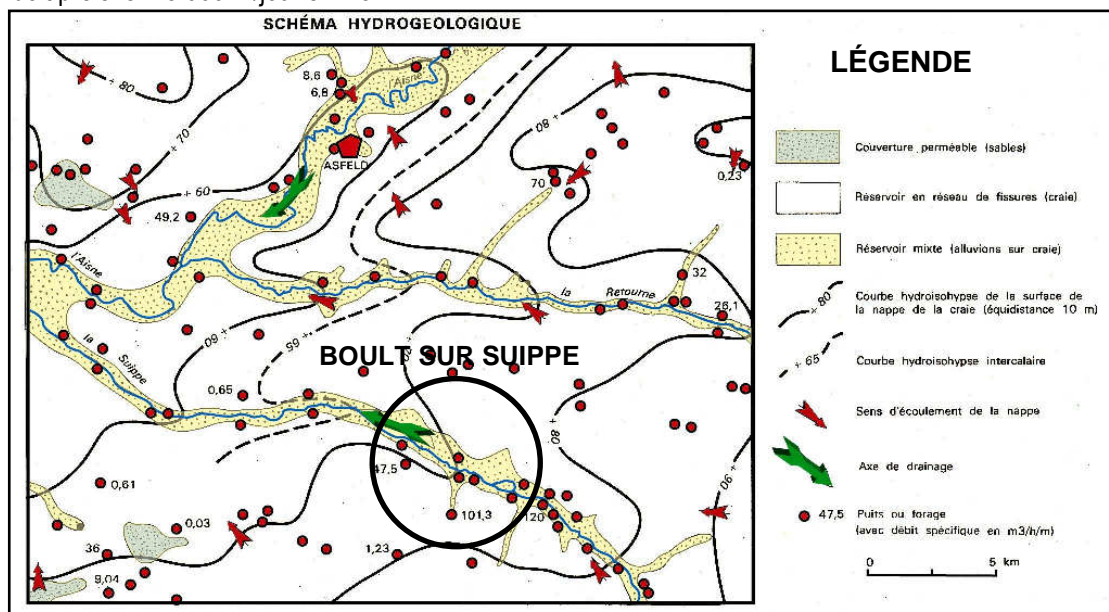 SCHÉMA HYDROGEOLOGIQUE
LÉGENDE
+ 80
8,6
6,8
l'Aisne
+ 70
+ 80
ASFELD
0,23
70
+ 60
49,2
l'Aisne
32
la Retourne
26,1
+ 60
+ 65
la Suippe
BOULT SUR SUIPPE
0,65
+ 80
+ 90
47,5
0,61
101,3
120
0,03
36
1,23
9,04
Couverture perméable (sables)
Réservoir en réseau de fissures (craie)
Réservoir mixte (alluvions sur craie)
+ 80
Courbe hydroisohypse de la surface de
la nappe de la craie (équidistance 10 m)
+ 65
Courbe hydroisohypse intercalaire
Sens d'écoulement de la nappe
Axe de drainage
47,5
Puits ou forage
(avec débit spécifique en m3/h/m)
0
5 km